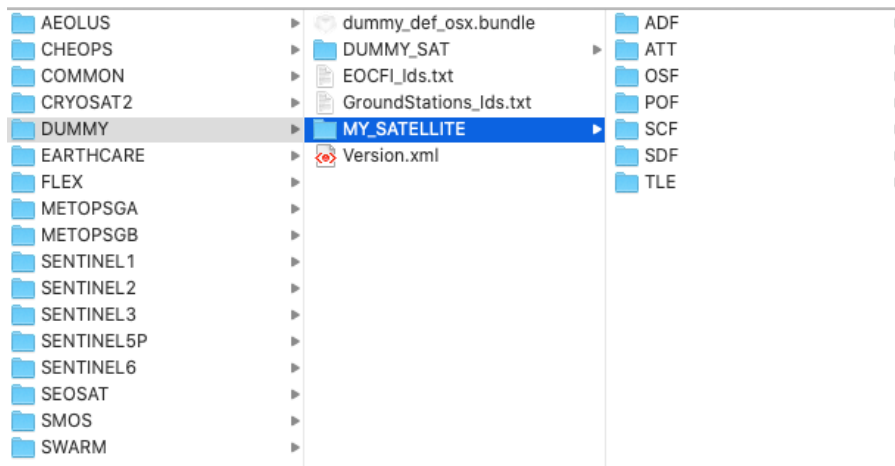 AEOLUS
CHEOPS
COMMON
CRYOSAT2
DUMMY
EARTHCARE
FLEX
METOPSGA
METOPSGB
SENTINEL1
SENTINEL2
SENTINEL3
SENTINEL5P
SENTINEL6
SEOSAT
SMOS
SWARM
dummy_def_osx.bundle
DUMMY_SAT
EOCFI_Ids.txt
GroundStations_Ids.txt
MY_SATELLITE
Version.xml
ADF
ATT
OSF
POF
SCF
SDF
TLE